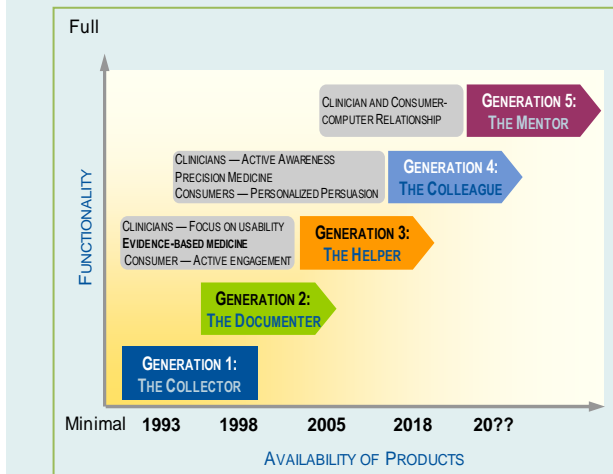 Full
CLINICIAN AND CONSUMER-
COMPUTER RELATIONSHIP
GENERATION 5:
THE MENTOR
CLINICIANS — ACTIVE AWARENESS
PRECISION MEDICINE
CONSUMERS — PERSONALIZED PERSUASION
GENERATION 4:
THE COLLEAGUE
CLINICIANS — FOCUS ON USABILITY
EVIDENCE-BASED MEDICINE
CONSUMER — ACTIVE ENGAGEMENT
GENERATION 3:
THE HELPER
GENERATION 2:
THE DOCUMENTER
GENERATION 1:
THE COLLECTOR
FUNCTIONALITY
Minimal 1993 1998 2005 2018 20??
AVAILABILITY OF PRODUCTS